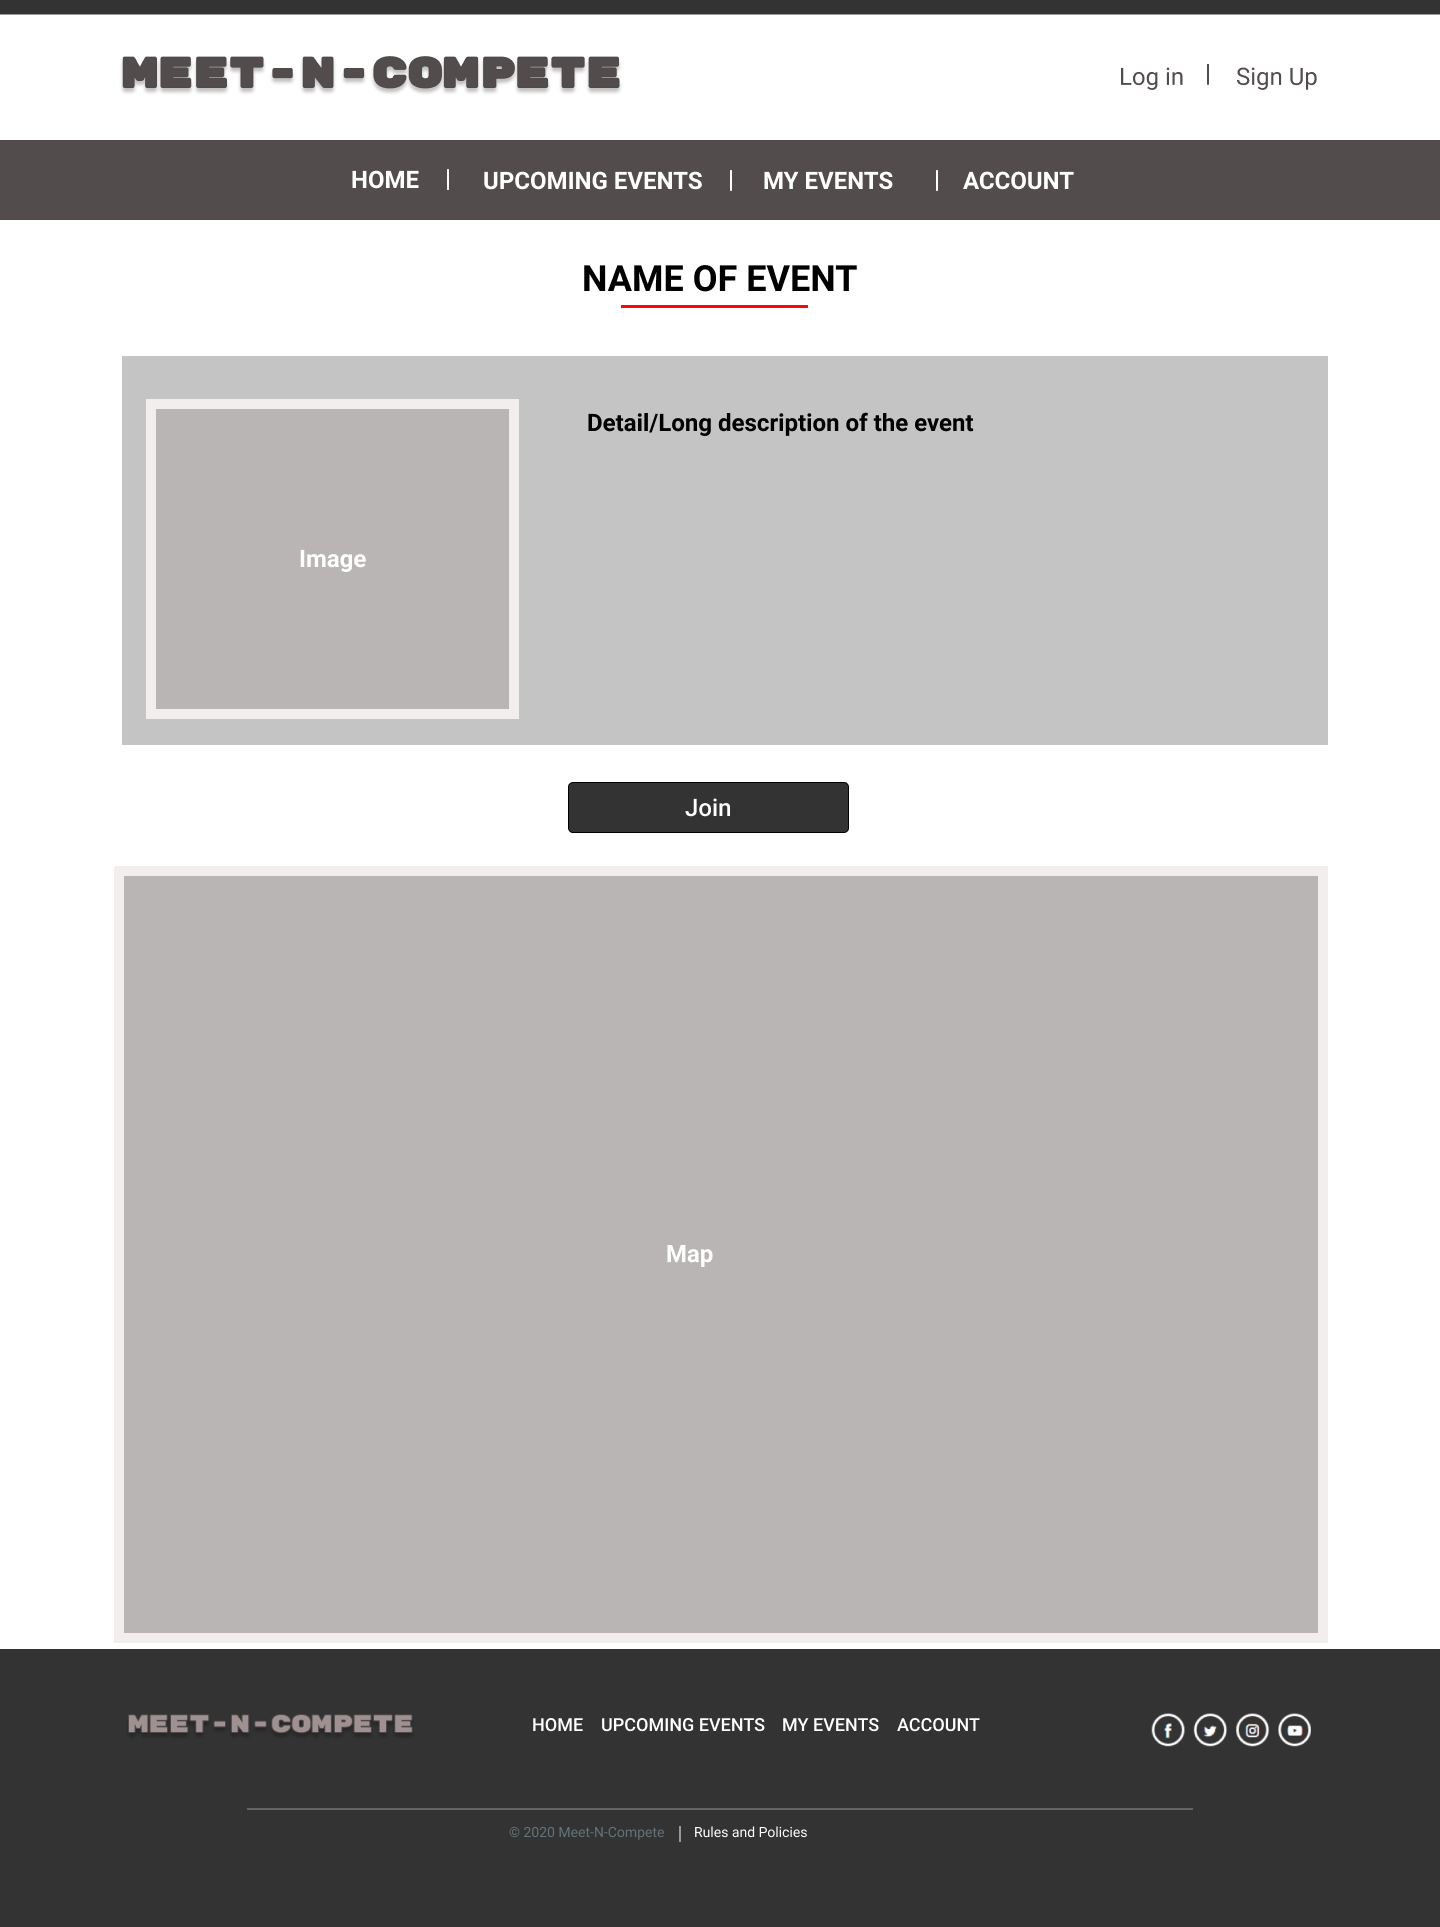 MEET - N - COMPETE
Log in | Sign Up
HOME | UPCOMING EVENTS | MY EVENTS | ACCOUNT
NAME OF EVENT
Detail/Long description of the event
Image
Join
Map
MEET - N - COMPETE
HOME UPCOMING EVENTS MY EVENTS ACCOUNT
© 2020 Meet-N-Compete | Rules and Policies